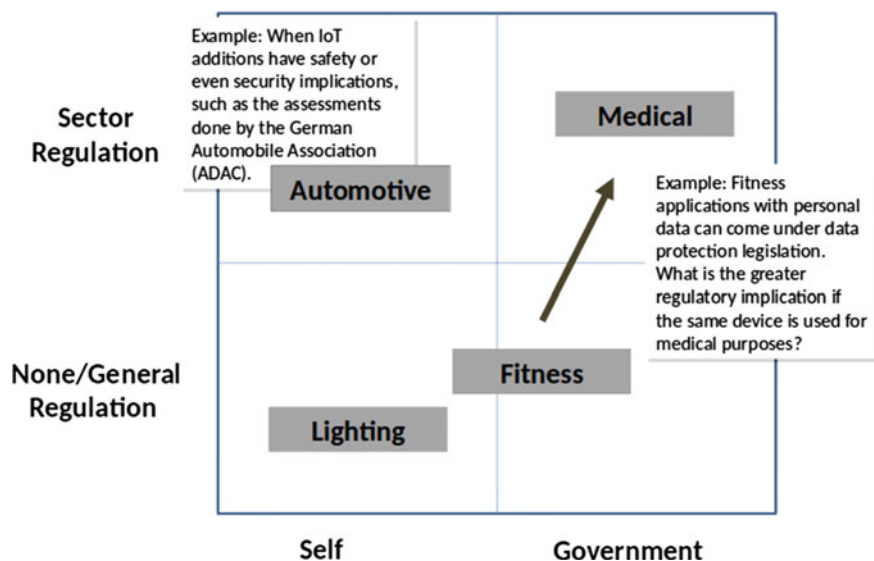 Example: When IoT
additions have safety or
even security implications,
such as the assessments
done by the German
Automobile Association
(ADAC).
Sector
Regulation
Medical
Automotive
Example: Fitness
applications with personal
data can come under data
protection legislation.
What is the greater
regulatory implication if
the same device is used for
medical purposes?
None/General
Regulation
Fitness
Lighting
Self
Government